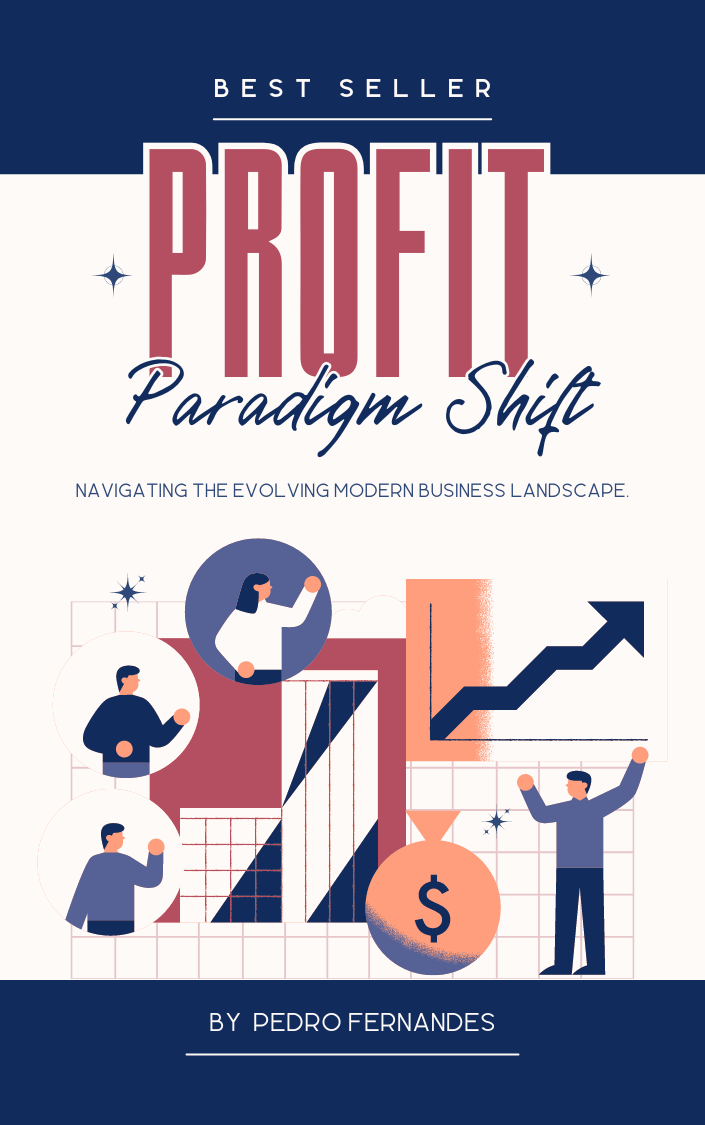 BEST SELLER
PROFIT
Paradigm Shift
NAVIGATING THE EVOLVING MODERN BUSINESS LANDSCAPE.
$
BY PEDRO FERNANDES